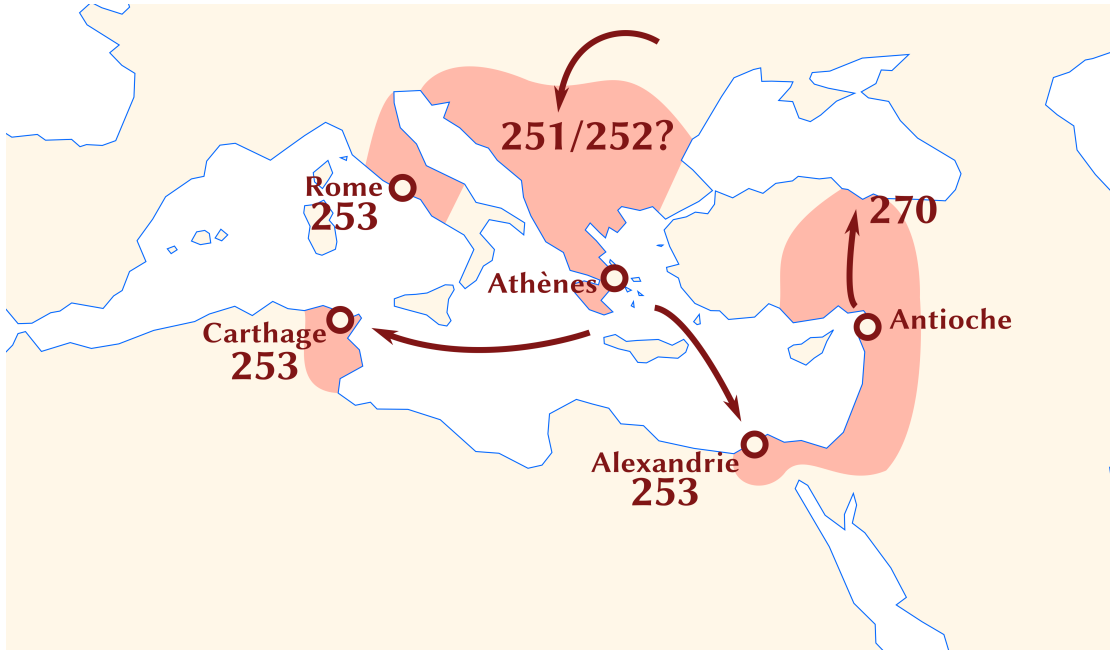 251/252?
Rome
253
270
Athènes
Antioche
Carthage
253
Alexandrie
253